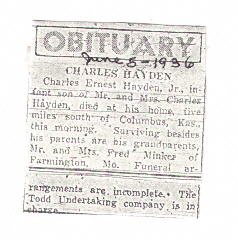 OBITUARY
June 5-1936
CHARLES HAYDEN
Charles Ernest Hayden, Jr., in-
fant son of Mr. and Mrs. Charles
Hayden, died at his home, five
miles south of Columbus, Kas.,
this morning. Surviving besides
his parents are his grandparents,
Mr. and Mrs. Fred Minker of
Farmington, Mo. Funeral ar-
rangements are incomplete. The
Todd Undertaking company is in
charge.